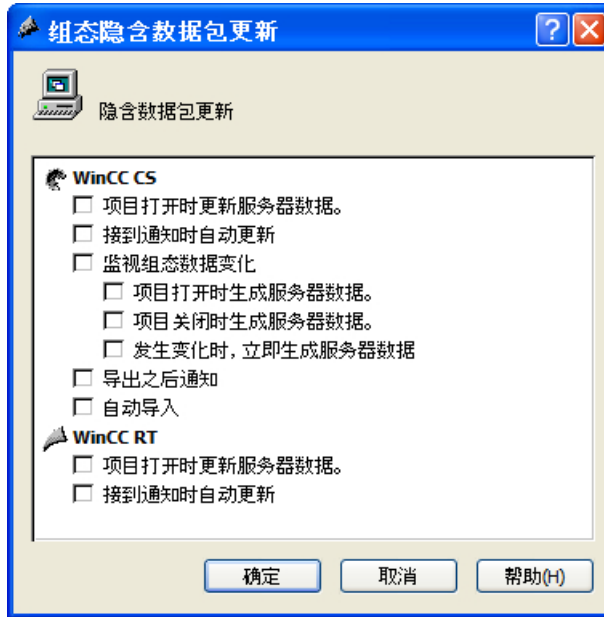 组态隐含数据包更新
隐含数据包更新
WinCC CS
项目打开时更新服务器数据。
接到通知时自动更新
监视组态数据变化
项目打开时生成服务器数据。
项目关闭时生成服务器数据。
发生变化时,立即生成服务器数据
导出之后通知
自动导入
WinCC RT
项目打开时更新服务器数据。
接到通知时自动更新
确定 取消 帮助(H)